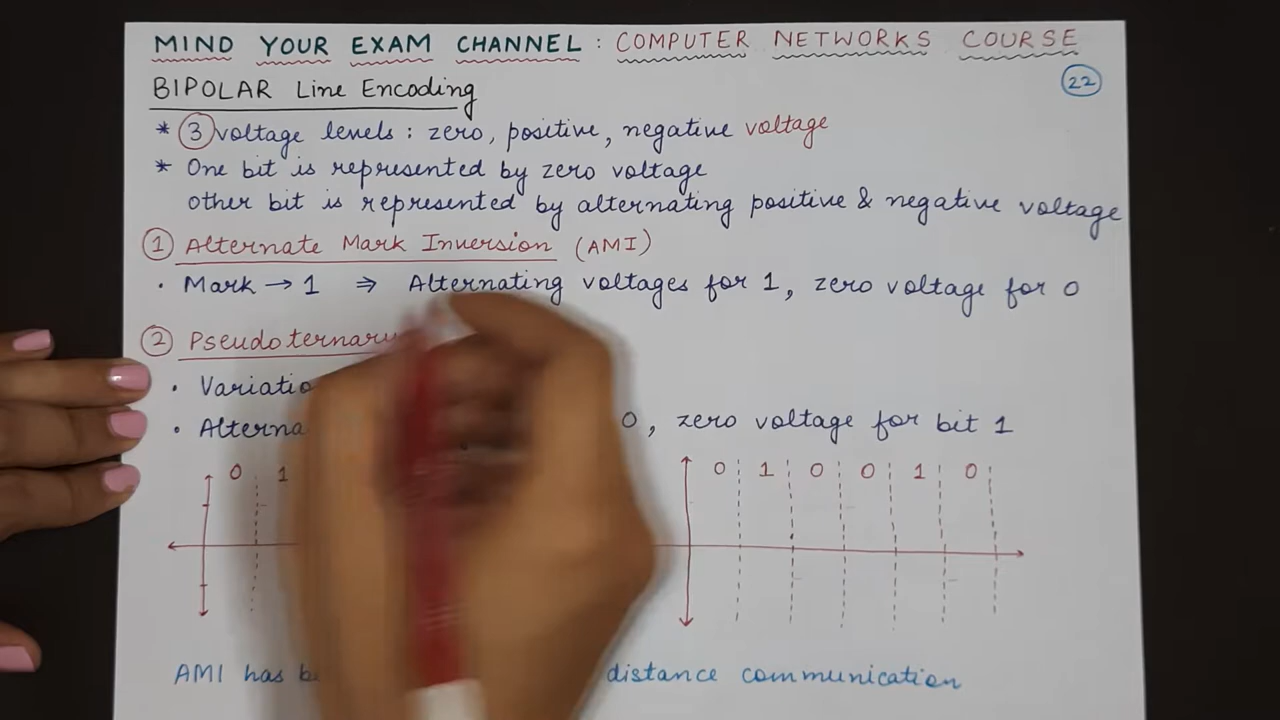 MIND YOUR EXAM CHANNEL : COMPUTER NETWORKS COURSE
BIPOLAR Line Encoding
22
* 3 voltage levels : zero, positive, negative voltage
* One bit is represented by zero voltage
other bit is represented by alternating positive & negative voltage
1 Alternate Mark Inversion (AMI)
· Mark → 1 ⇒ Alternating voltages for 1, zero voltage for 0
2 Pseudoternary
·
· 0, zero voltage for bit 1
0 1 0 1 0 0 1 0
AMI has distance communication